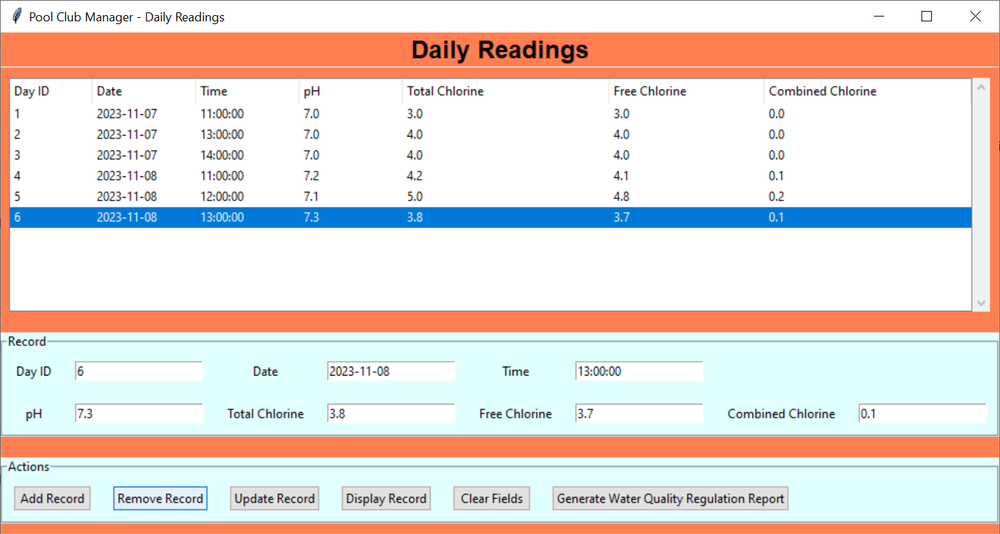 Pool Club Manager - Daily Readings
Daily Readings
Day ID Date Time pH Total Chlorine Free Chlorine Combined Chlorine
1 2023-11-07 11:00:00 7.0 3.0 3.0 0.0
2 2023-11-07 13:00:00 7.0 4.0 4.0 0.0
3 2023-11-07 14:00:00 7.0 4.0 4.0 0.0
4 2023-11-08 11:00:00 7.2 4.2 4.1 0.1
5 2023-11-08 12:00:00 7.1 5.0 4.8 0.2
6 2023-11-08 13:00:00 7.3 3.8 3.7 0.1
Record
Day ID 6 Date 2023-11-08 Time 13:00:00
pH 7.3 Total Chlorine 3.8 Free Chlorine 3.7 Combined Chlorine 0.1
Actions
Add Record Remove Record Update Record Display Record Clear Fields Generate Water Quality Regulation Report